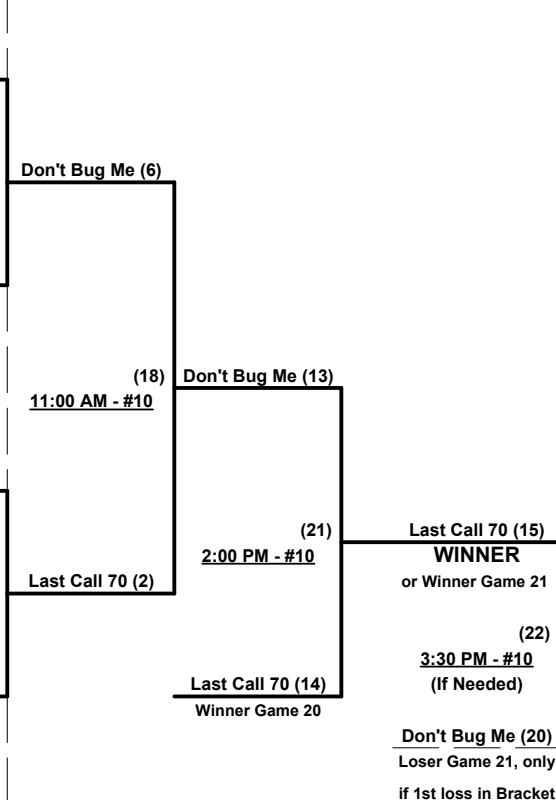 Don't Bug Me (6)
(18)
Don't Bug Me (13)
11:00 AM - #10
(21)
Last Call 70 (15)
2:00 PM - #10
WINNER
Last Call 70 (2)
or Winner Game 21
(22)
3:30 PM - #10
Last Call 70 (14)
(If Needed)
Winner Game 20
Don't Bug Me (20)
Loser Game 21, only
if 1st loss in Bracket